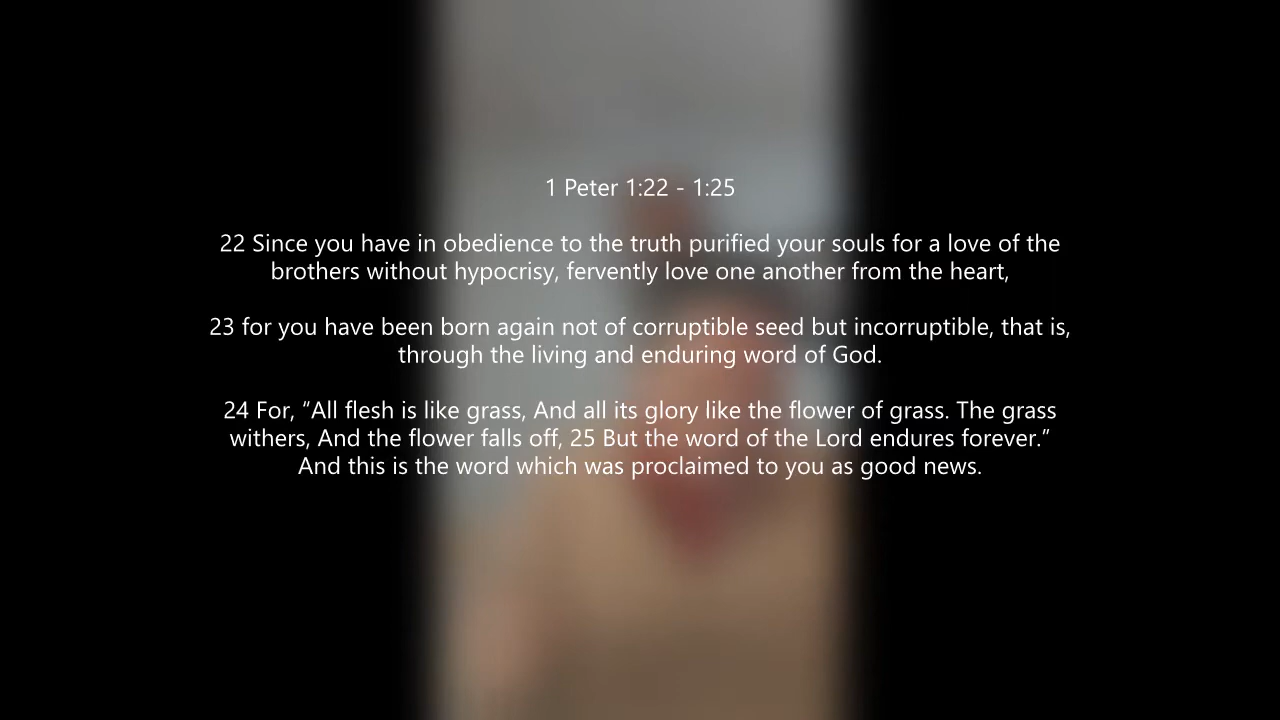 1 Peter 1:22 - 1:25
22 Since you have in obedience to the truth purified your souls for a love of the
brothers without hypocrisy, fervently love one another from the heart,
23 for you have been born again not of corruptible seed but incorruptible, that is,
through the living and enduring word of God.
24 For, “All flesh is like grass, And all its glory like the flower of grass. The grass
withers, And the flower falls off, 25 But the word of the Lord endures forever.”
And this is the word which was proclaimed to you as good news.